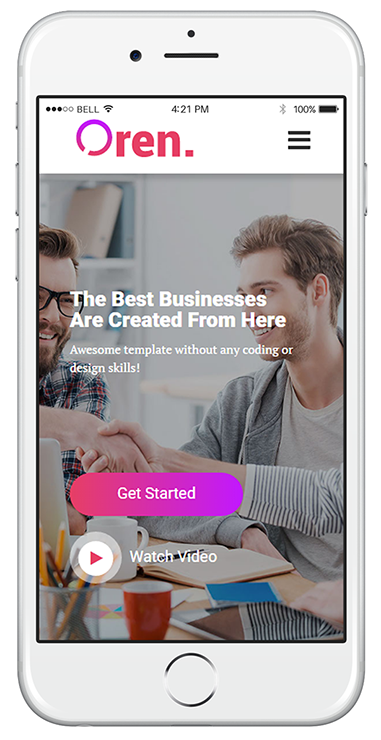 BELL
4:21 PM
100%
Oren.
The Best Businesses
Are Created From Here
Awesome template without any coding or
design skills!
Get Started
Watch Video